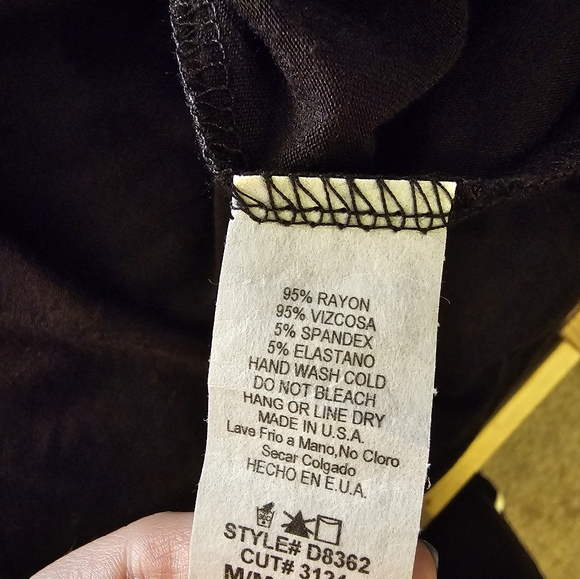 95% RAYON
95% VIZCOSA
5% SPANDEX
5% ELASTANO
HAND WASH COLD
DO NOT BLEACH
HANG OR LINE DRY
MADE IN U.S.A.
Lave Frio a Mano,No Cloro
Secar Colgado
HECHO EN E.U.A.
STYLE# D8362
CUT#